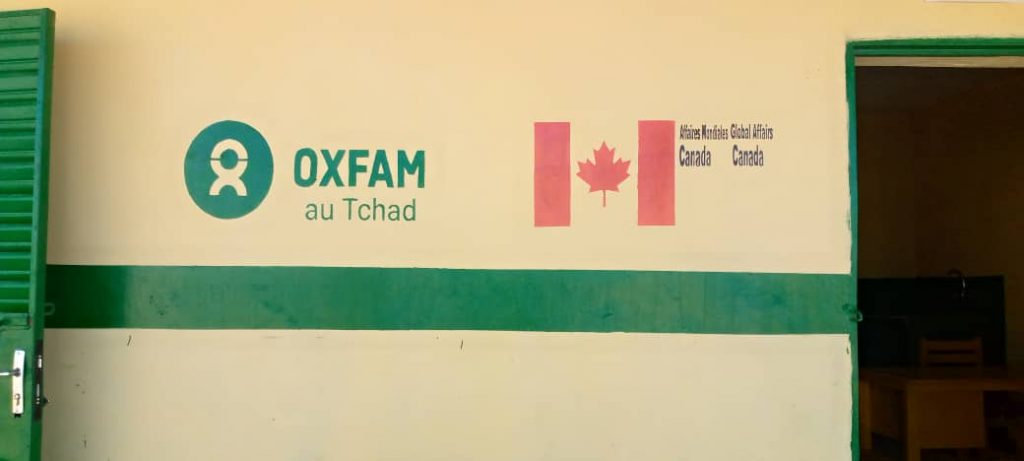 OXFAM
au Tchad
Affaires Mondiales Global Affairs
Canada Canada